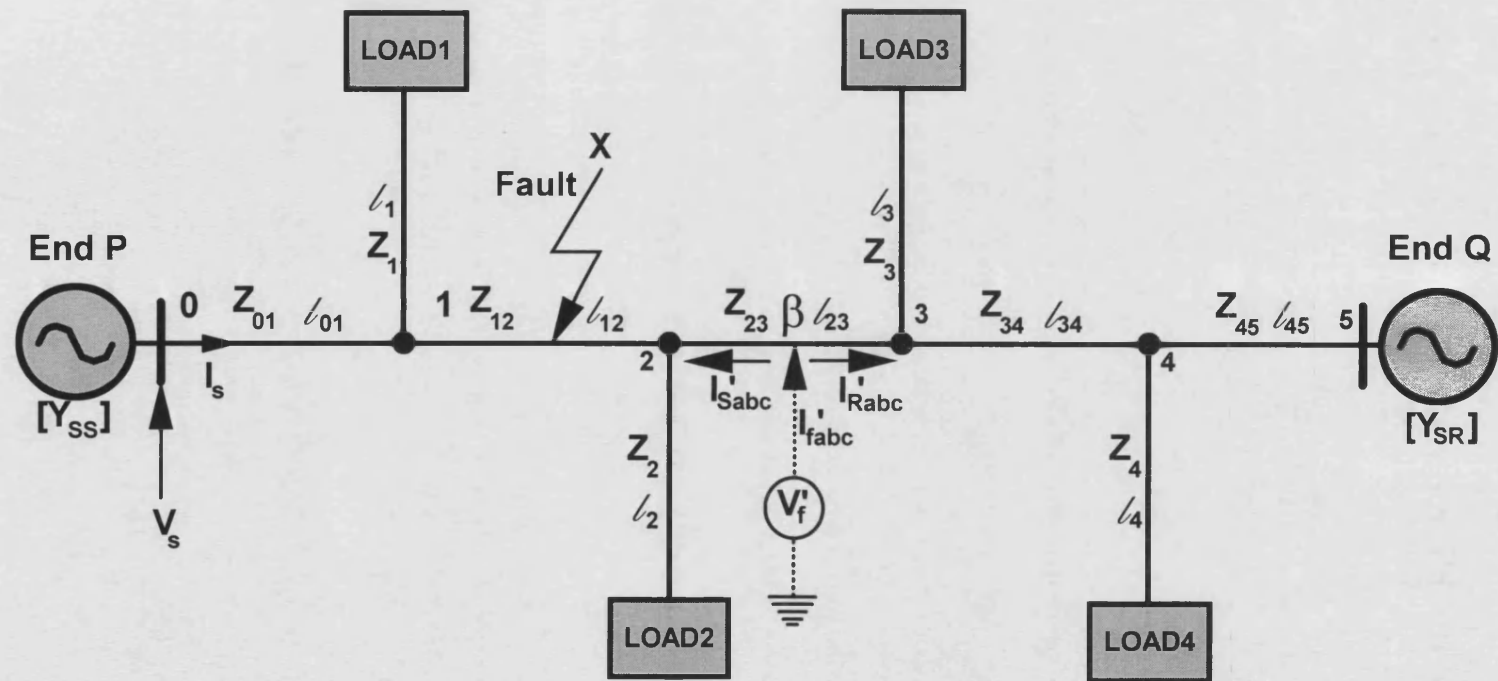 LOAD1
LOAD3
X
Fault
ℓ1
Z1
ℓ3
Z3
End P
End Q
0
Z01 ℓ01
1
Z12
ℓ12
Z23
β
ℓ23
3
Z34
ℓ34
Z45
ℓ45
5
Is
2
I'Sabc
I'Rabc
4
[YSS]
[YSR]
I'fabc
Z2
ℓ2
Z4
ℓ4
V'f
Vs
LOAD2
LOAD4